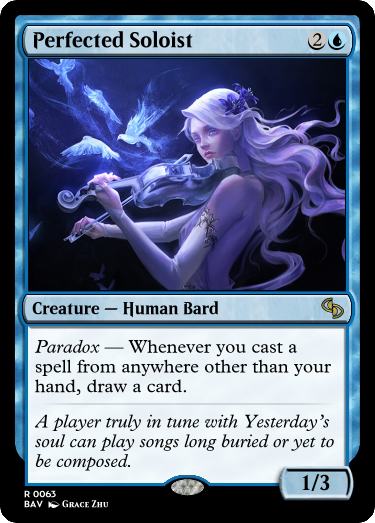 Perfected Soloist 2
Creature — Human Bard
Paradox — Whenever you cast a
spell from anywhere other than your
hand, draw a card.
A player truly in tune with Yesterday's
soul can play songs long buried or yet to
be composed.
1/3
R 0063
BAV GRACE ZHU